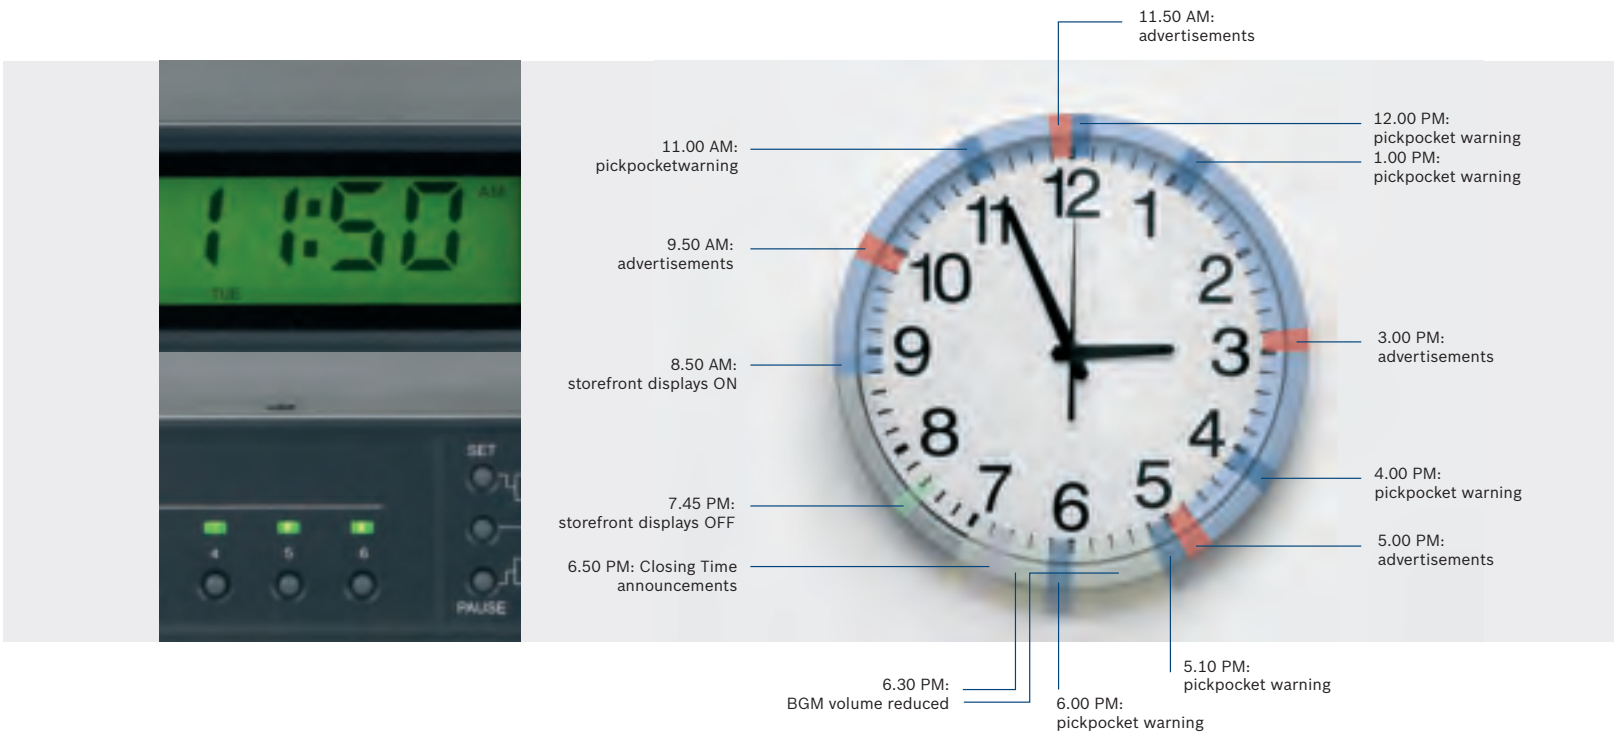 11.50 AM:
advertisements
12.00 PM:
pickpocket warning
1.00 PM:
pickpocket warning
11.00 AM:
pickpocketwarning
9.50 AM:
advertisements
8.50 AM:
storefront displays ON
7.45 PM:
storefront displays OFF
6.50 PM: Closing Time
announcements
3.00 PM:
advertisements
4.00 PM:
pickpocket warning
5.00 PM:
advertisements
5.10 PM:
pickpocket warning
6.30 PM:
BGM volume reduced
6.00 PM:
pickpocket warning
11:50 AM
TUE
SET
4 5 6
PAUSE
12
1
2
3
4
5
6
7
8
9
10
11